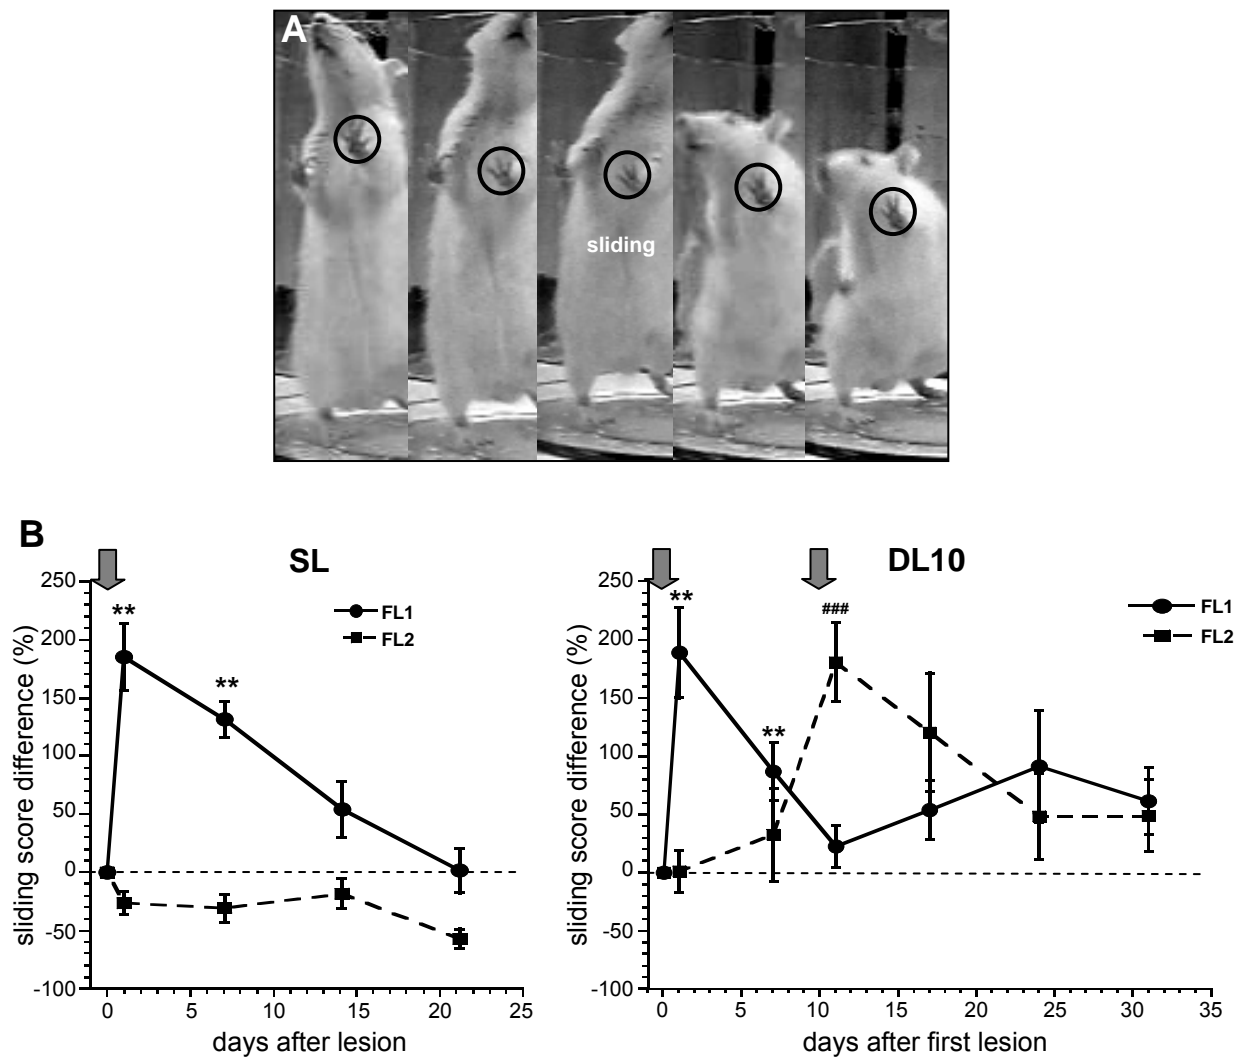 A
sliding
B
SL
DL10
250
200
150
100
50
0
-50
-100
sliding score difference (%)
**
**
FL1
FL2
0
5
10
15
20
25
days after lesion
250
200
150
100
50
0
-50
-100
sliding score difference (%)
**
**
###
FL1
FL2
0
5
10
15
20
25
30
35
days after first lesion